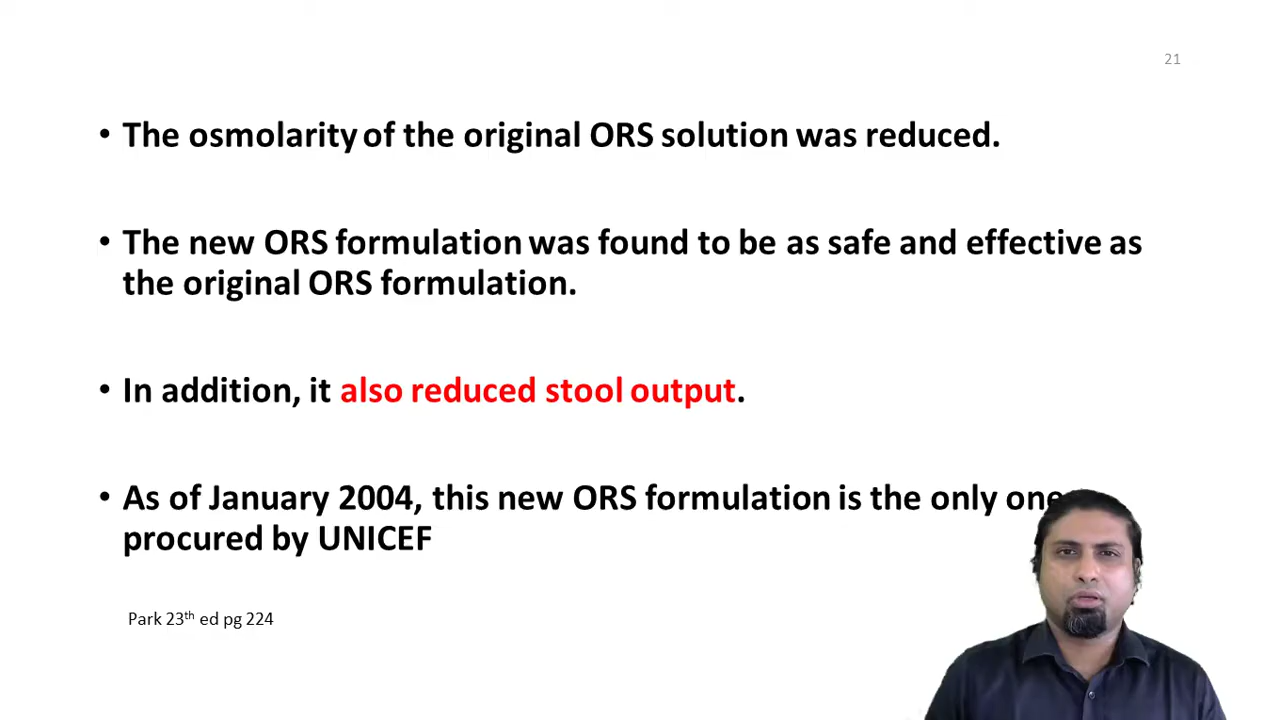 21
• The osmolarity of the original ORS solution was reduced.
• The new ORS formulation was found to be as safe and effective as
the original ORS formulation.
• In addition, it also reduced stool output.
• As of January 2004, this new ORS formulation is the only one
procured by UNICEF
Park 23th ed pg 224